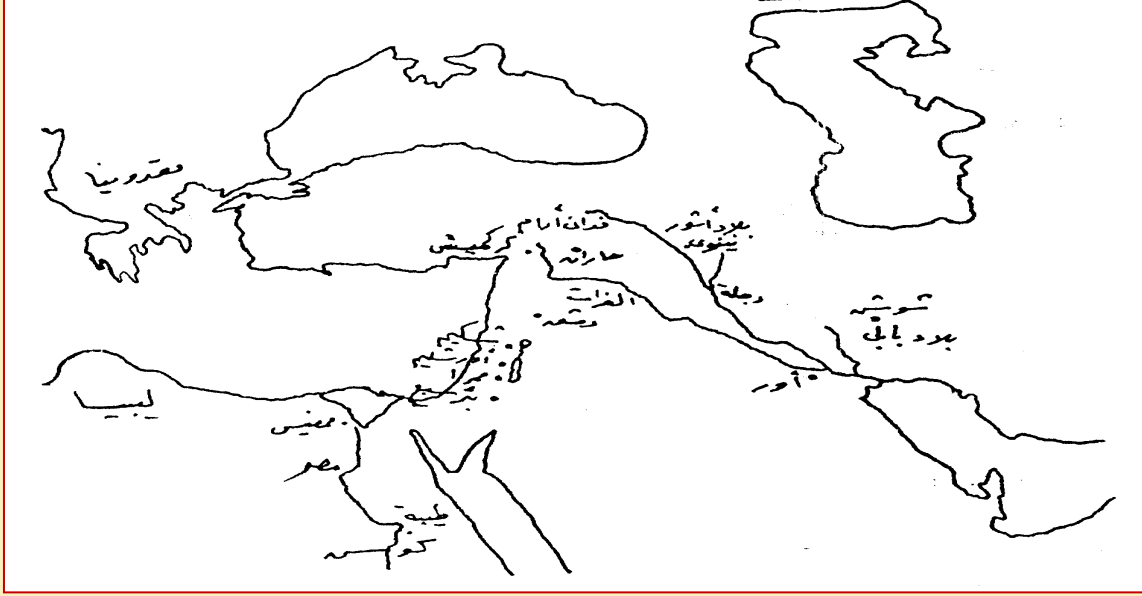 مقدونيا
فدان أرام
كركميش
حاران
بلاد أشور
نينوى
دجلة
الفرات
دمشق
شوشن
بلاد بابل
أور
ليبيا
ممفيس
مصر
طيبة
كوش